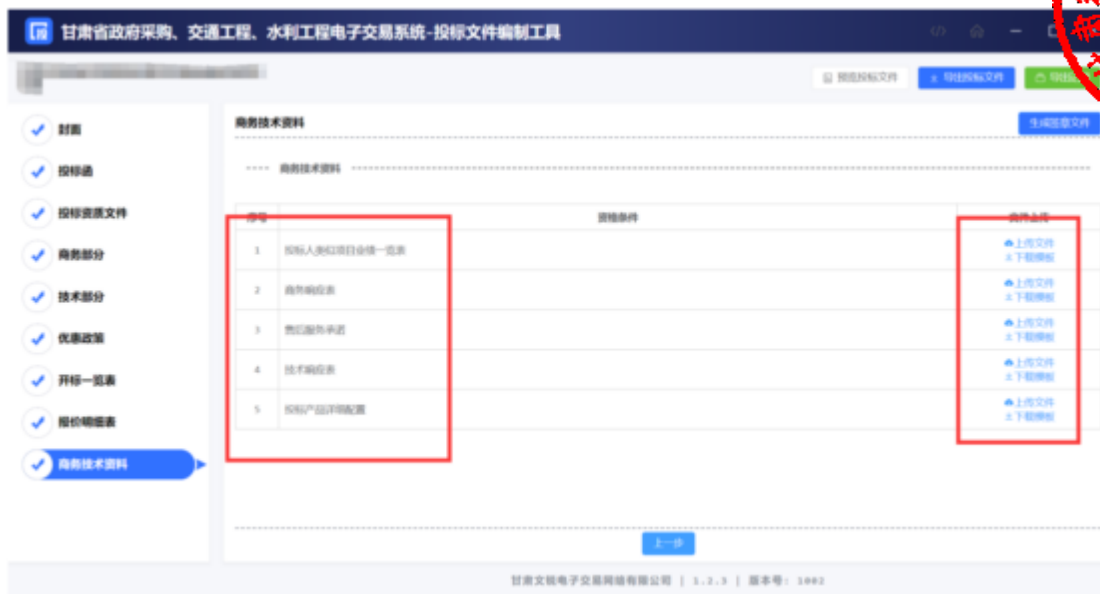 甘肃省政府采购、交通工程、水利工程电子交易系统-投标文件编制工具
预览投标文件
导出投标文件
封面
商务技术资料
生成签章文件
投标函
商务技术资料
投标资质文件
序号
资格条件
文件上传
商务部分
1
投标人类似项目业绩一览表
上传文件
下载模板
技术部分
2
商务响应表
上传文件
下载模板
优惠政策
3
售后服务承诺
上传文件
下载模板
开标一览表
4
技术响应表
上传文件
下载模板
报价明细表
5
投标产品详细配置
上传文件
下载模板
商务技术资料
上一步
甘肃文锐电子交易网络有限公司 | 1.2.3 | 版本号: 1002